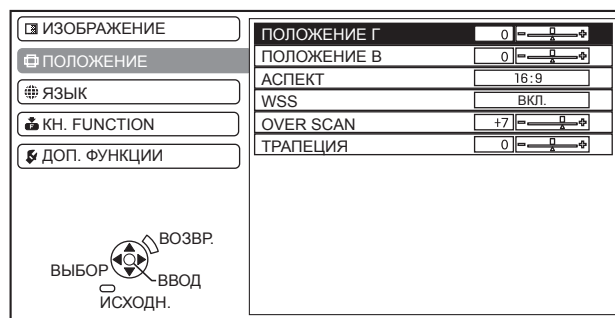 ИЗОБРАЖЕНИЕ
ПОЛОЖЕНИЕ
ЯЗЫК
КН. FUNCTION
ДОП. ФУНКЦИИ
ВОЗВР.
ВЫБОР
ВВОД
ИСХОДН.
ПОЛОЖЕНИЕ Г 0
ПОЛОЖЕНИЕ В 0
АСПЕКТ 16:9
WSS ВКЛ.
OVER SCAN +7
ТРАПЕЦИЯ 0